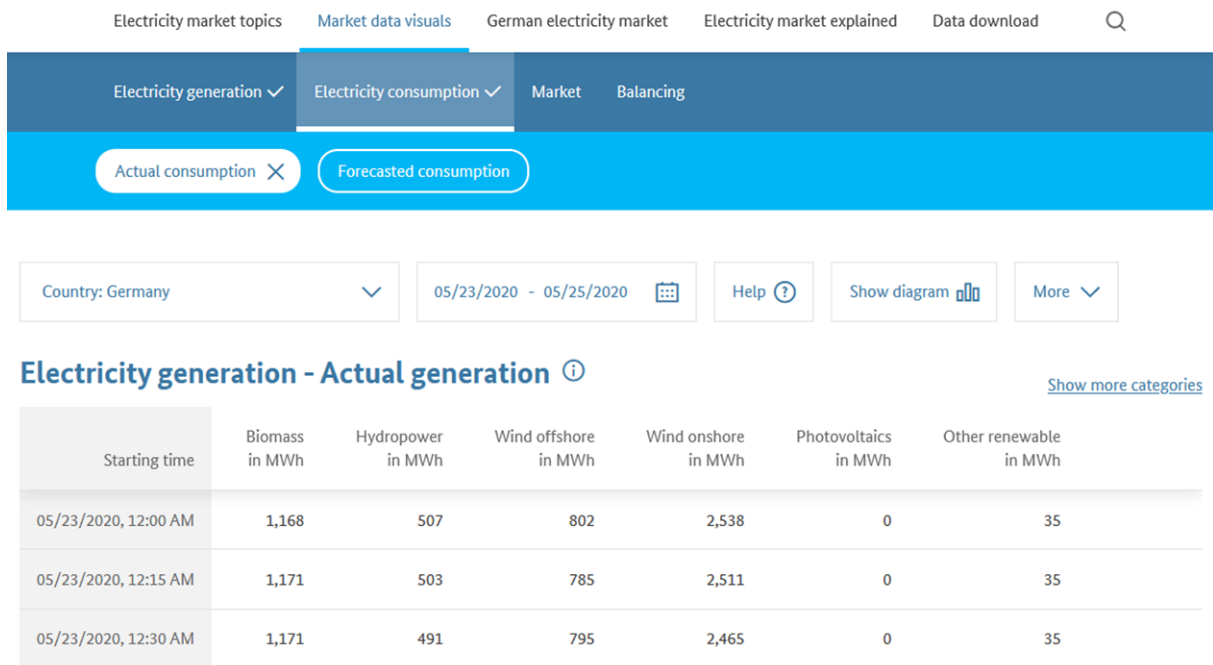 Electricity market topics Market data visuals German electricity market Electricity market explained Data download
Electricity generation Electricity consumption Market Balancing
Actual consumption Forecasted consumption
Country: Germany 05/23/2020 - 05/25/2020 Help Show diagram More
Electricity generation - Actual generation
Show more categories
Starting time Biomass in MWh Hydropower in MWh Wind offshore in MWh Wind onshore in MWh Photovoltaics in MWh Other renewable in MWh
05/23/2020, 12:00 AM 1,168 507 802 2,538 0 35
05/23/2020, 12:15 AM 1,171 503 785 2,511 0 35
05/23/2020, 12:30 AM 1,171 491 795 2,465 0 35